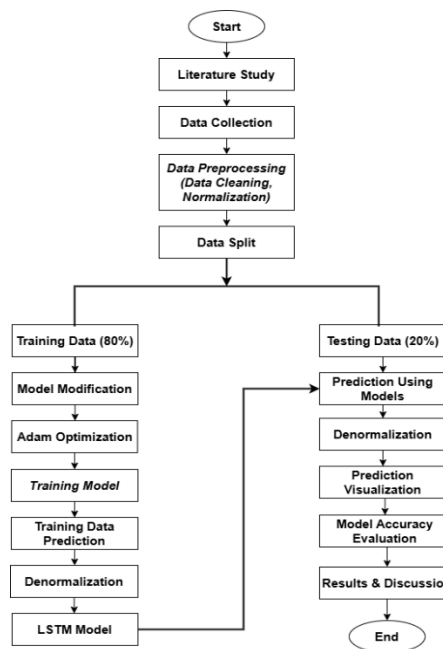 Start
Literature Study
Data Collection
Data Preprocessing
(Data Cleaning,
Normalization)
Data Split
Training Data (80%)
Model Modification
Adam Optimization
Training Model
Training Data
Prediction
Denormalization
LSTM Model
Testing Data (20%)
Prediction Using
Models
Denormalization
Prediction
Visualization
Model Accuracy
Evaluation
Results & Discussion
End